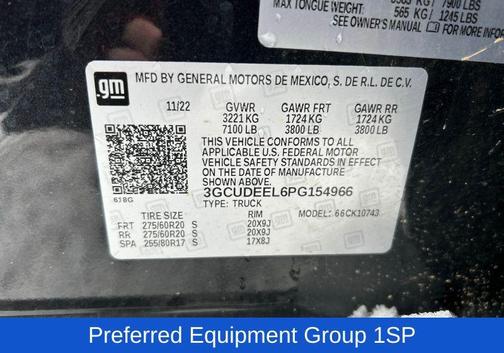 7900 LBS
MAX TONGUE WEIGHT: 565 KG / 1245 LBS
SEE OWNER'S MANUAL FOR MORE INFOR
gm
MFD BY GENERAL MOTORS DE MEXICO, S. DE R.L. DE C.V.
11/22 GVWR GAWR FRT GAWR RR
3221 KG 1724 KG 1724 KG
7100 LB 3800 LB 3800 LB
THIS VEHICLE CONFORMS TO ALL
APPLICABLE U.S. FEDERAL MOTOR
VEHICLE SAFETY STANDARDS IN EFFECT
ON THE DATE OF MANUFACTURE
SHOWN ABOVE.
3GCUDEEL6PG154966
618G
TYPE: TRUCK
TIRE SIZE RIM MODEL: 66CK10743
FRT 275/60R20 S 20X9J
RR 275/60R20 S 20X9J
SPA 255/80R17 S 17X8J
Preferred Equipment Group 1SP